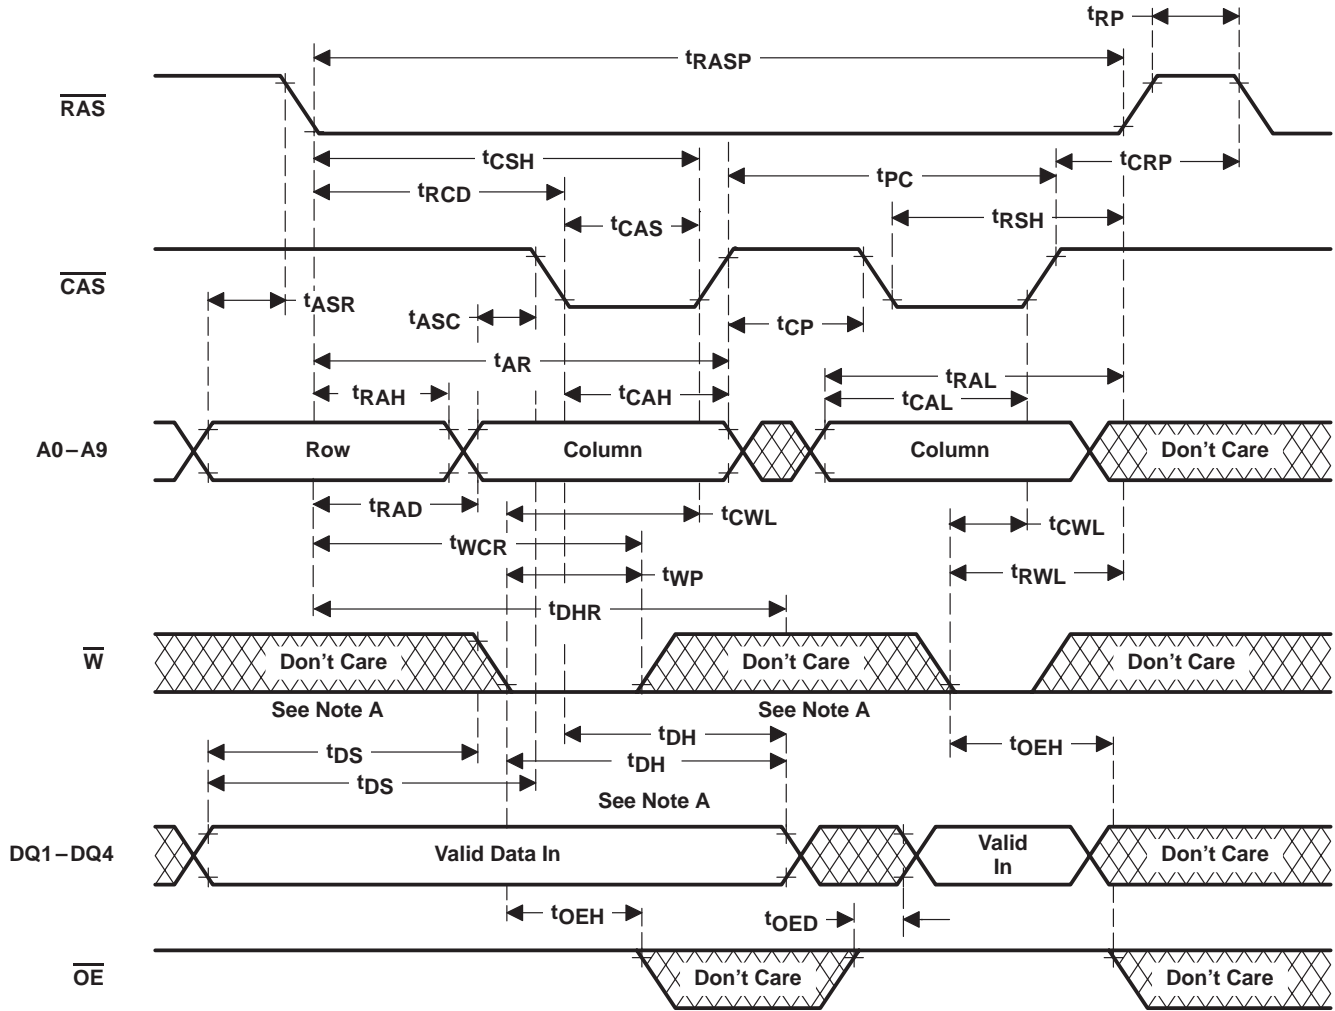 tRP
tRASP
RAS
tCSH
tCRP
tPC
tRCD
tRSH
tCAS
CAS
tASR
tASC
tCP
tAR
tRAL
tRAH
tCAH
tCAL
A0–A9
Row
Column
Column
Don't Care
tRAD
tCWL
tCWL
tWCR
tWP
tRWL
tDHR
W
Don't Care
Don't Care
Don't Care
See Note A
See Note A
tDH
tOEH
tDS
tDH
tDS
See Note A
DQ1–DQ4
Valid Data In
Valid
In
Don't Care
tOEH
tOED
OE
Don't Care
Don't Care